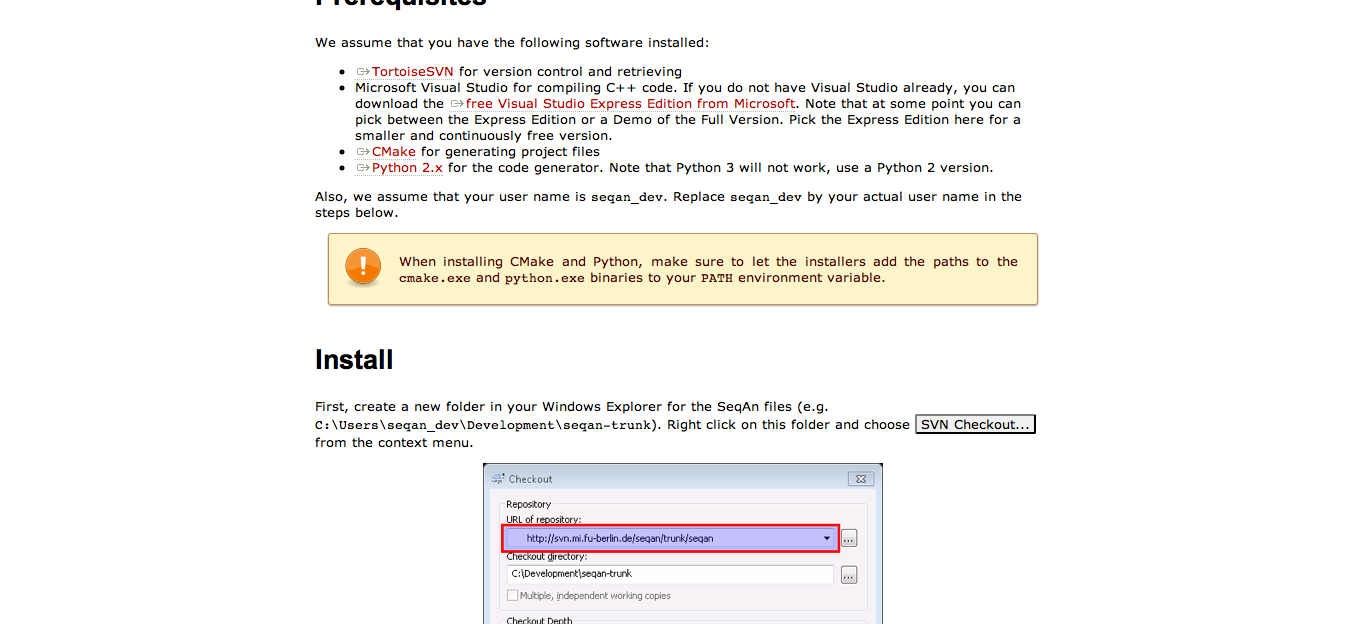 Prerequisites
We assume that you have the following software installed:
TortoiseSVN for version control and retrieving
Microsoft Visual Studio for compiling C++ code. If you do not have Visual Studio already, you can
download the free Visual Studio Express Edition from Microsoft. Note that at some point you can
pick between the Express Edition or a Demo of the Full Version. Pick the Express Edition here for a
smaller and continuously free version.
CMake for generating project files
Python 2.x for the code generator. Note that Python 3 will not work, use a Python 2 version.
Also, we assume that your user name is seqan_dev. Replace seqan_dev by your actual user name in the
steps below.
When installing CMake and Python, make sure to let the installers add the paths to the
cmake.exe and python.exe binaries to your PATH environment variable.
Install
First, create a new folder in your Windows Explorer for the SeqAn files (e.g.
C:\Users\seqan_dev\Development\seqan-trunk). Right click on this folder and choose SVN Checkout...
from the context menu.
Checkout
Repository
URL of repository:
http://svn.mi.fu-berlin.de/seqan/trunk/seqan
...
Checkout directory:
C:\Development\seqan-trunk
...
Multiple, independent working copies
Checkout Depth